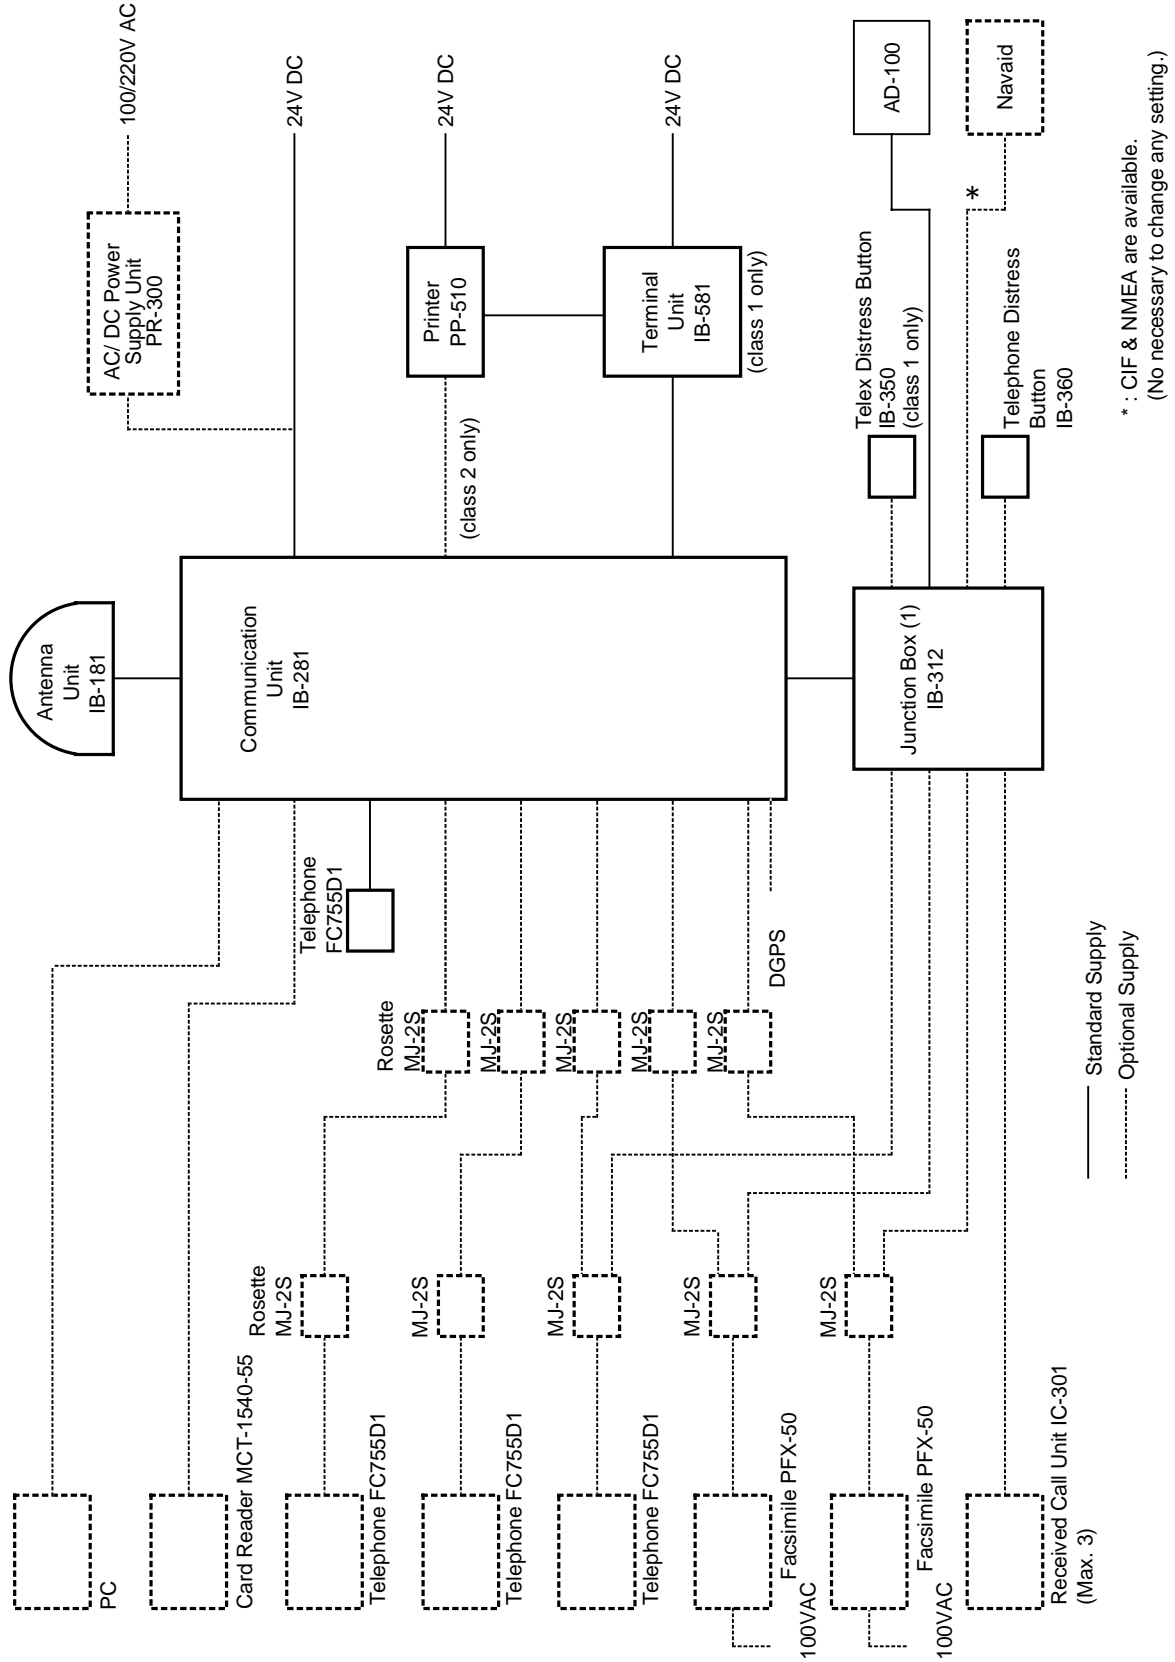 Antenna
Unit
IB-181
AC/ DC Power
Supply Unit
PR-300
100/220V AC
Communication
Unit
IB-281
24V DC
Printer
PP-510
24V DC
(class 2 only)
Terminal
Unit
IB-581
24V DC
(class 1 only)
Junction Box (1)
IB-312
Telex Distress Button
IB-350
(class 1 only)
AD-100
*
Navaid
Telephone Distress
Button
IB-360
* : CIF & NMEA are available.
(No necessary to change any setting.)
PC
Card Reader MCT-1540-55
Telephone
FC755D1
Rosette
MJ-2S
MJ-2S
MJ-2S
MJ-2S
MJ-2S
DGPS
Rosette
MJ-2S
MJ-2S
MJ-2S
MJ-2S
MJ-2S
Telephone FC755D1
Telephone FC755D1
Telephone FC755D1
Facsimile PFX-50
100VAC
Facsimile PFX-50
100VAC
Received Call Unit IC-301
(Max. 3)
Standard Supply
Optional Supply